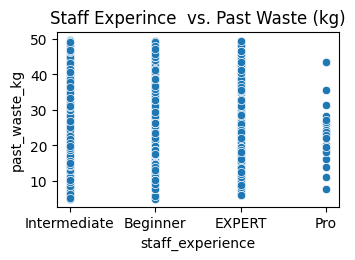 Staff Experince  vs. Past Waste (kg)
past_waste_kg
50
40
30
20
10
Intermediate Beginner EXPERT Pro
staff_experience